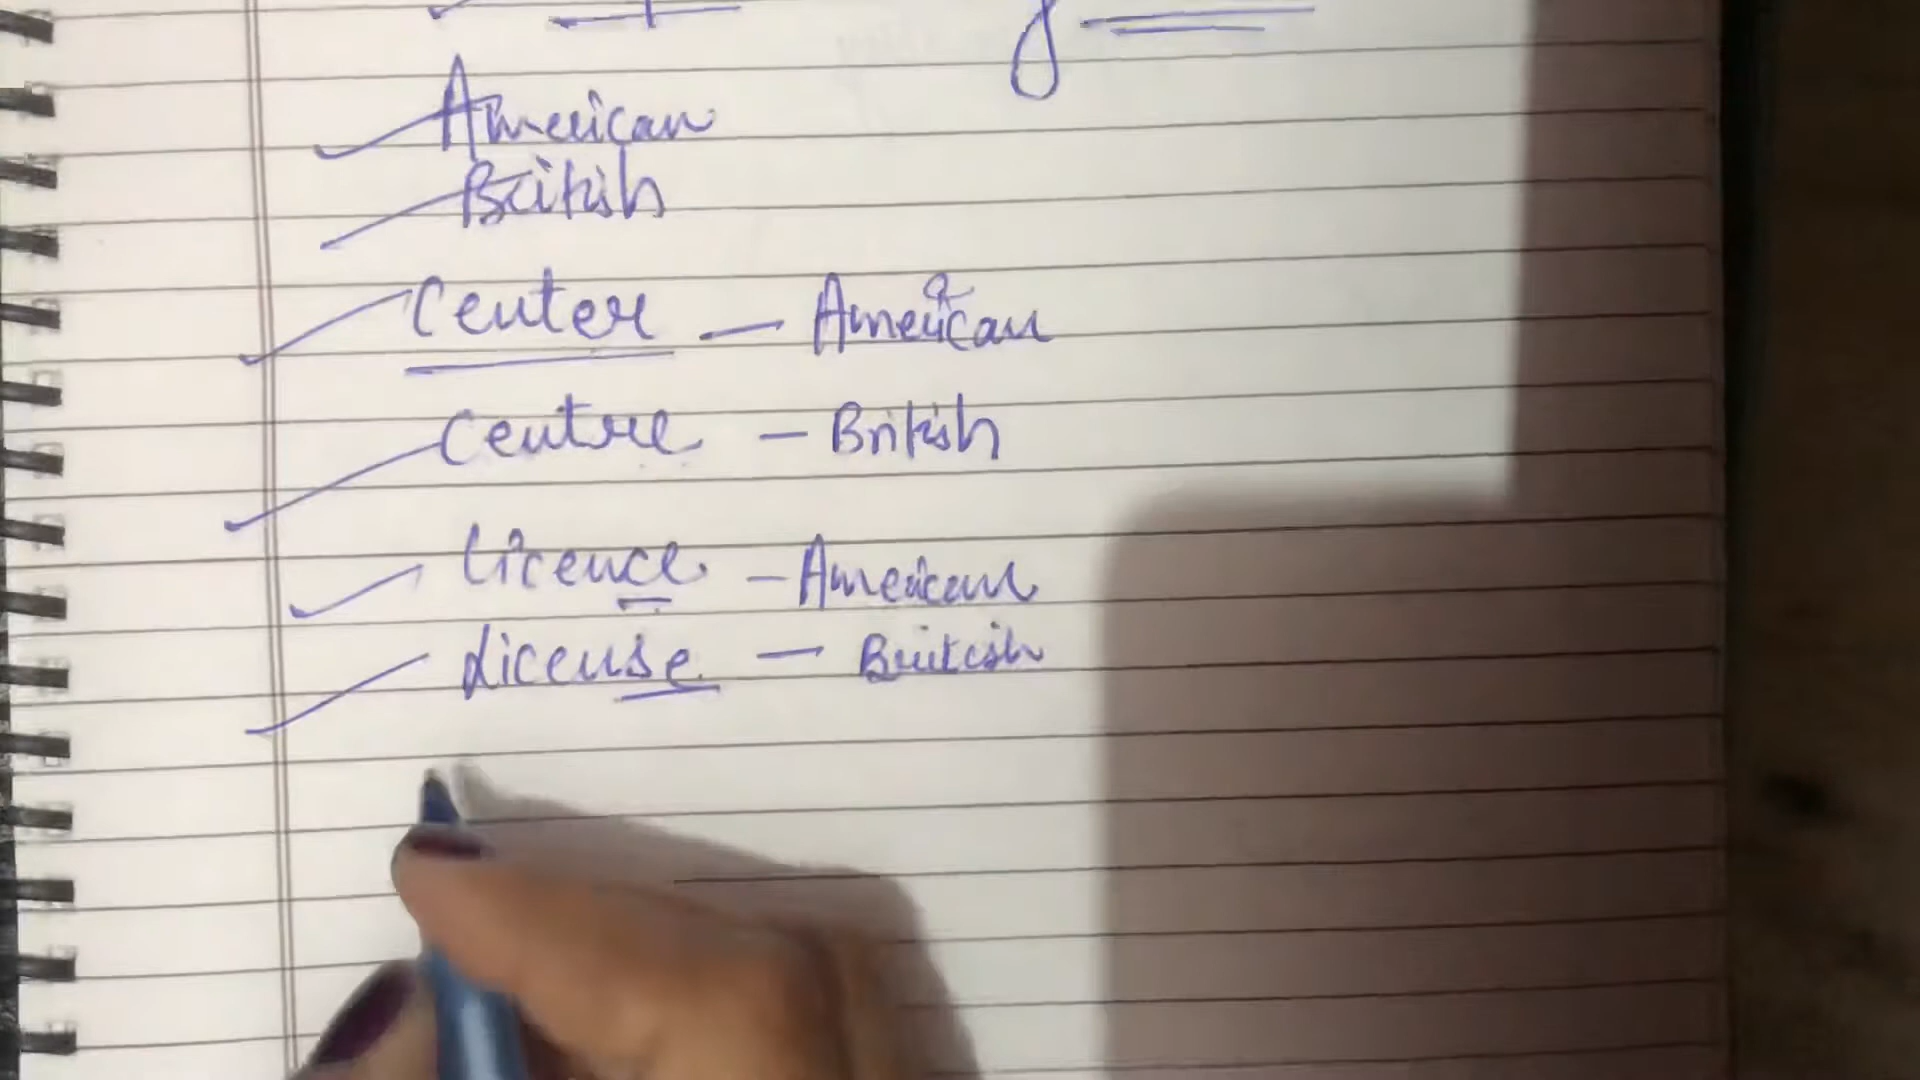 American
British
Center - American
Centre - British
Licence - American
License - British